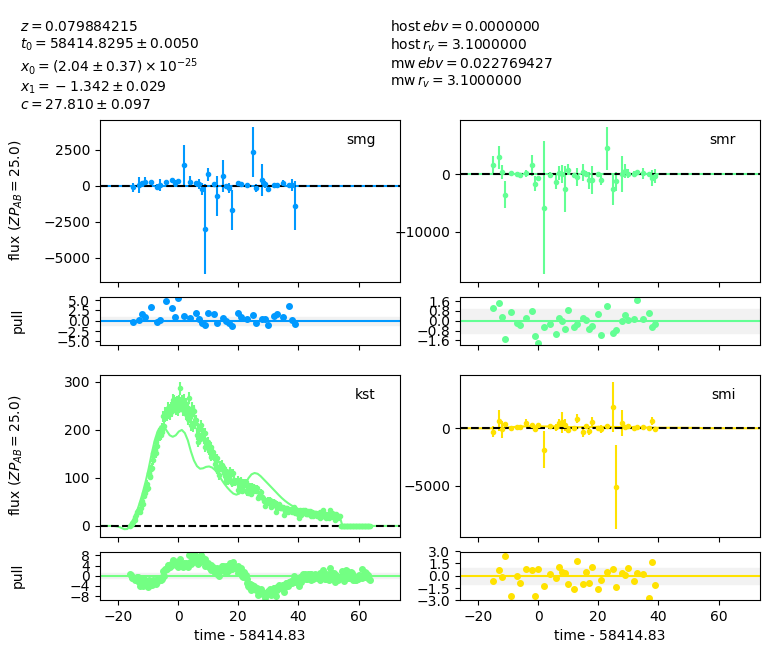 z = 0.079884215
t₀ = 58414.8295 ± 0.0050
x₀ = (2.04 ± 0.37) × 10⁻²⁵
x₁ = −1.342 ± 0.029
c = 27.810 ± 0.097
host ebv = 0.0000000
host rᵥ = 3.1000000
mw ebv = 0.022769427
mw rᵥ = 3.1000000
flux (ZP_AB = 25.0)
2500
0
−2500
−5000
smg
0
−10000
smr
pull
5.0
2.5
0.0
−2.5
−5.0
1.6
0.8
0.0
−0.8
−1.6
flux (ZP_AB = 25.0)
300
200
100
0
kst
0
−5000
smi
pull
8
4
0
−4
−8
3.0
1.5
0.0
−1.5
−3.0
−20 0 20 40 60
−20 0 20 40 60
time - 58414.83
time - 58414.83